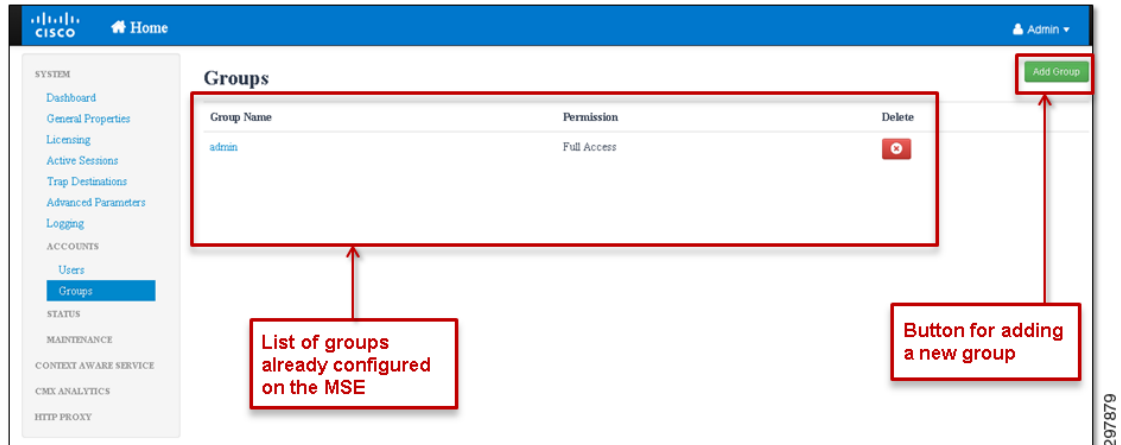 CISCO
Home
Admin
SYSTEM
Dashboard
General Properties
Licensing
Active Sessions
Trap Destinations
Advanced Parameters
Logging
ACCOUNTS
Users
Groups
STATUS
MAINTENANCE
CONTEXT AWARE SERVICE
CMX ANALYTICS
HTTP PROXY
Groups
Add Group
Group Name Permission Delete
admin Full Access
List of groups
already configured
on the MSE
Button for adding
a new group
297879